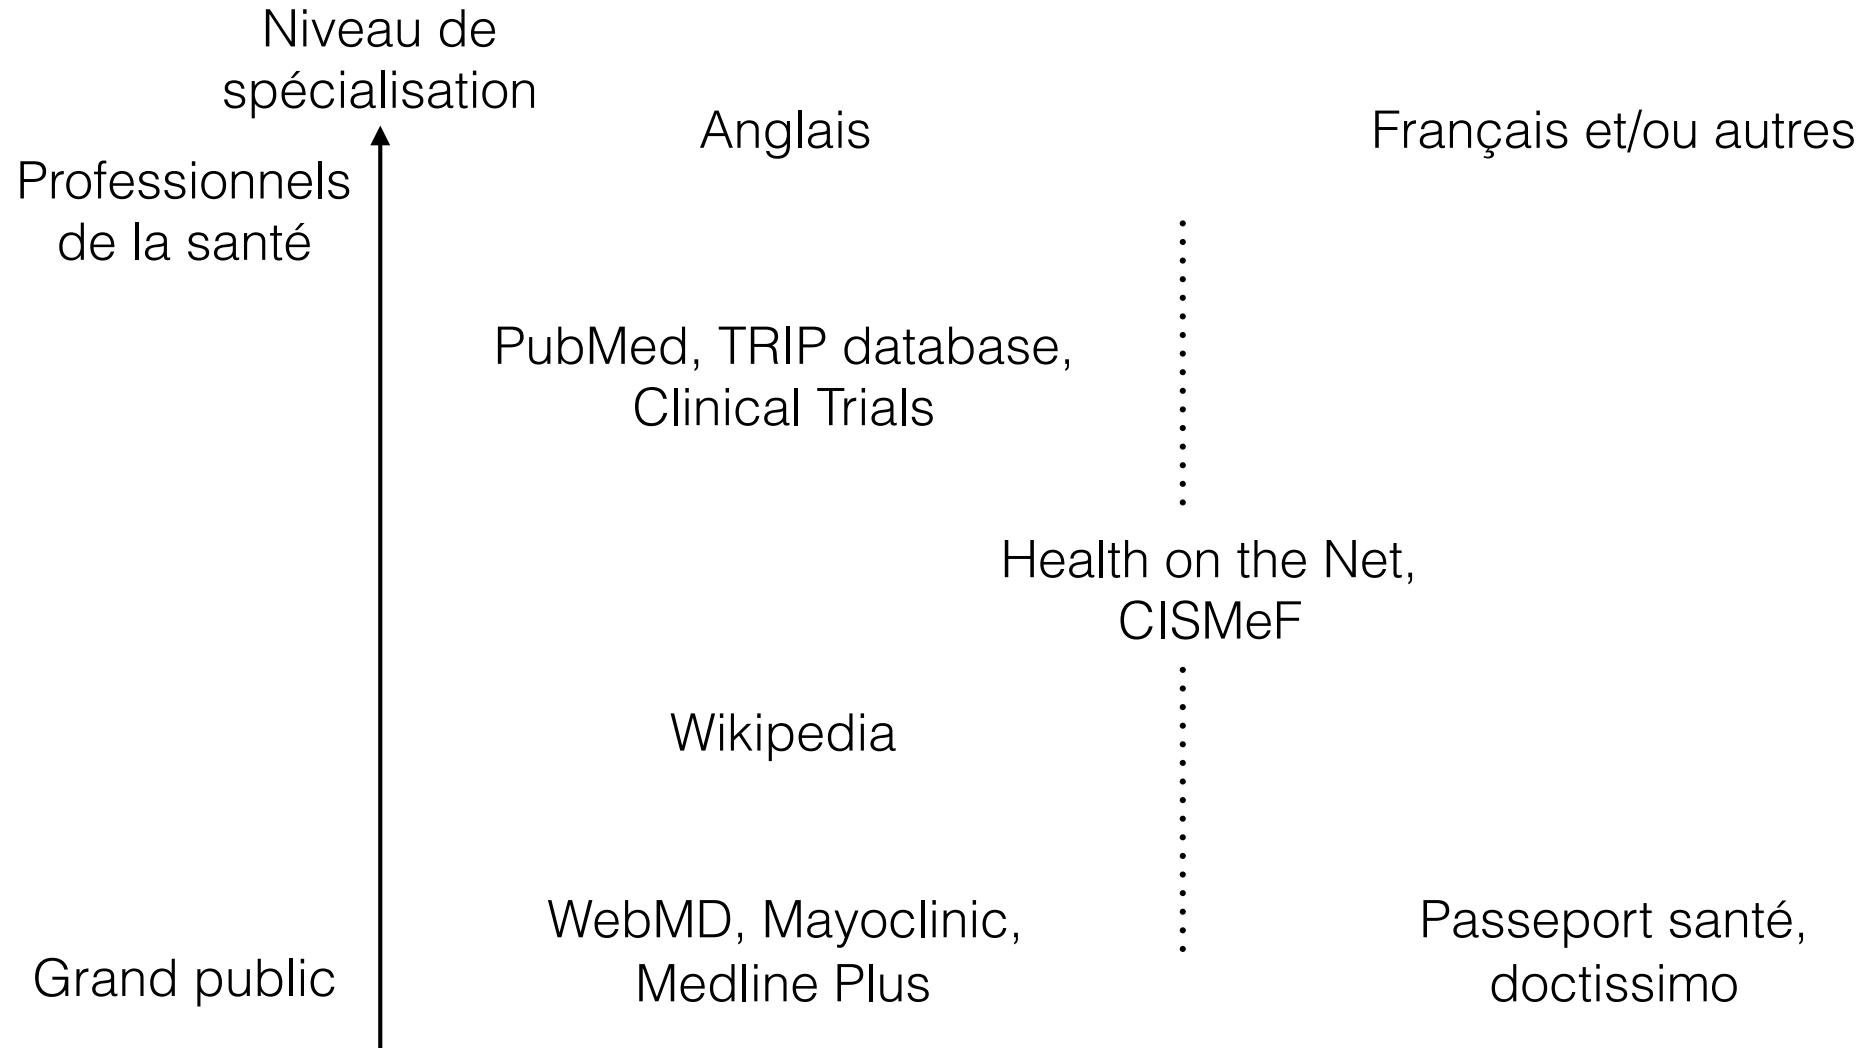 Niveau de
spécialisation
Anglais
Français et/ou autres
Professionnels
de la santé
PubMed, TRIP database,
Clinical Trials
Health on the Net,
CISMeF
Wikipedia
WebMD, Mayoclinic,
Medline Plus
Passeport santé,
doctissimo
Grand public